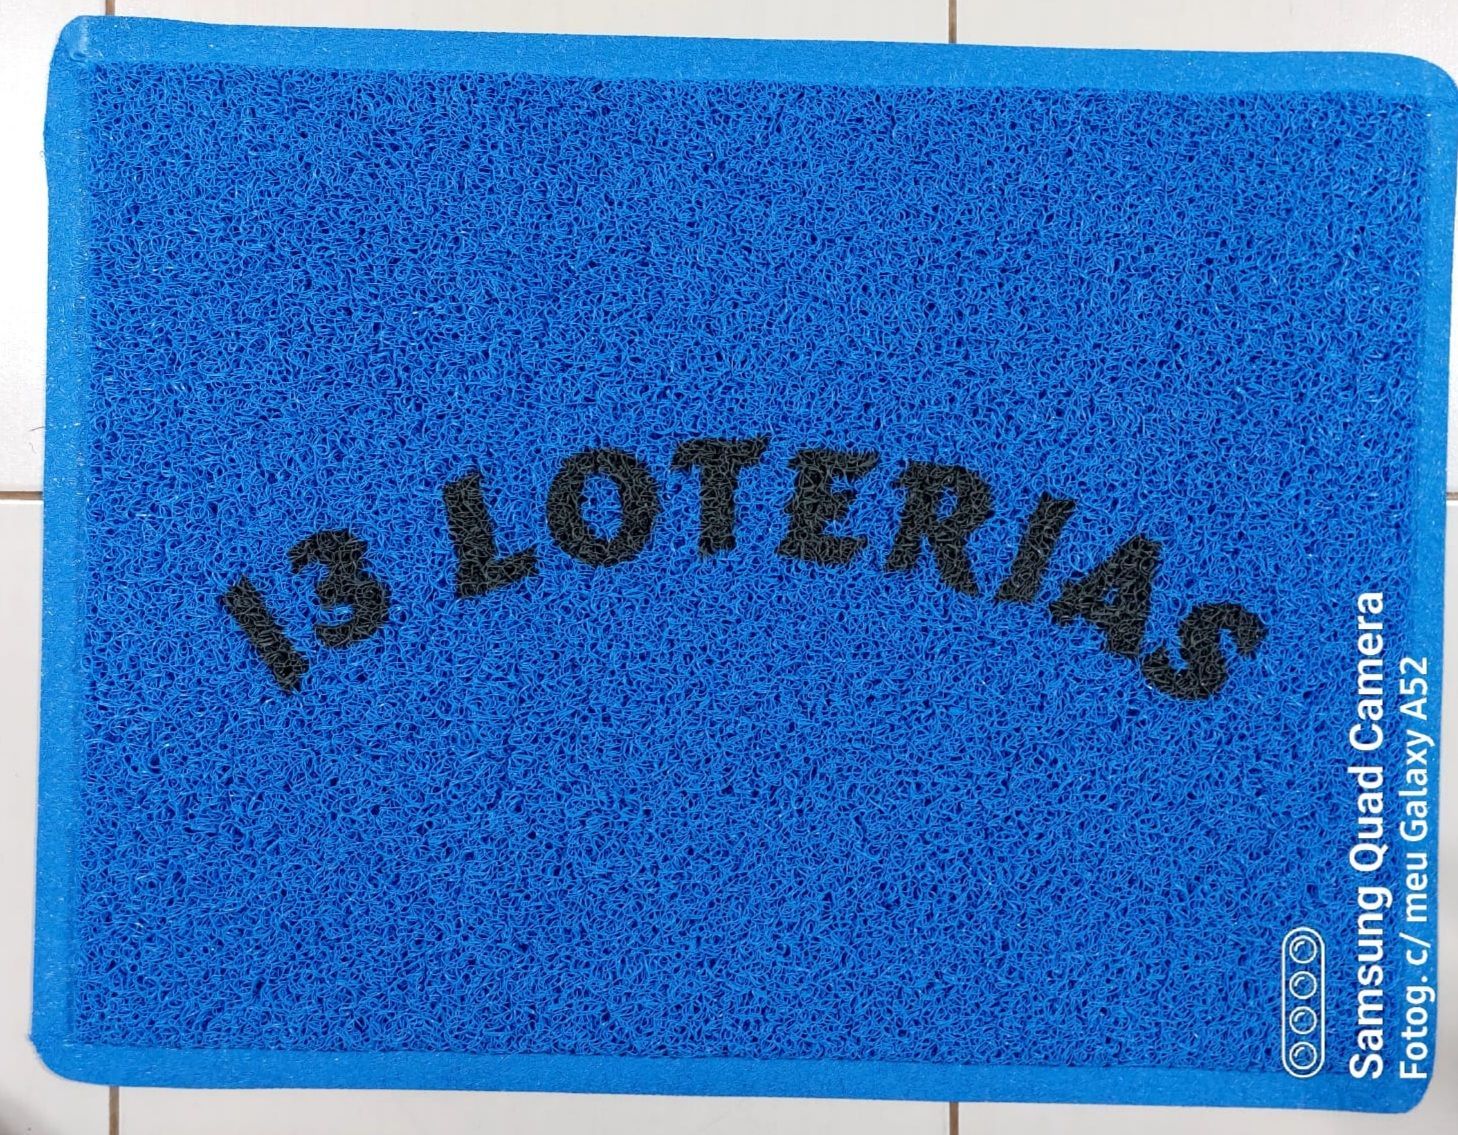 13 LOTERIAS
Samsung Quad Camera
Fotog. c/ meu Galaxy A52